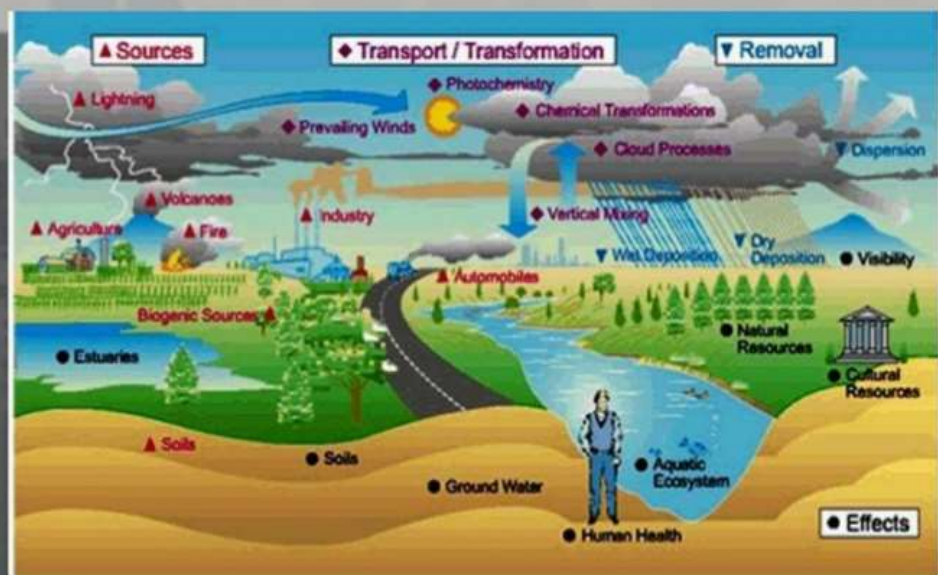 Sources
Transport / Transformation
Removal
Lightning
Photochemistry
Prevailing Winds
Chemical Transformations
Cloud Processes
Dispersion
Volcanoes
Agriculture
Fire
Industry
Vertical Mixing
Wet Deposition
Dry
Deposition
Visibility
Automobiles
Biogenic Sources
Estuaries
Natural
Resources
Cultural
Resources
Soils
Soils
Ground Water
Aquatic
Ecosystem
Human Health
Effects